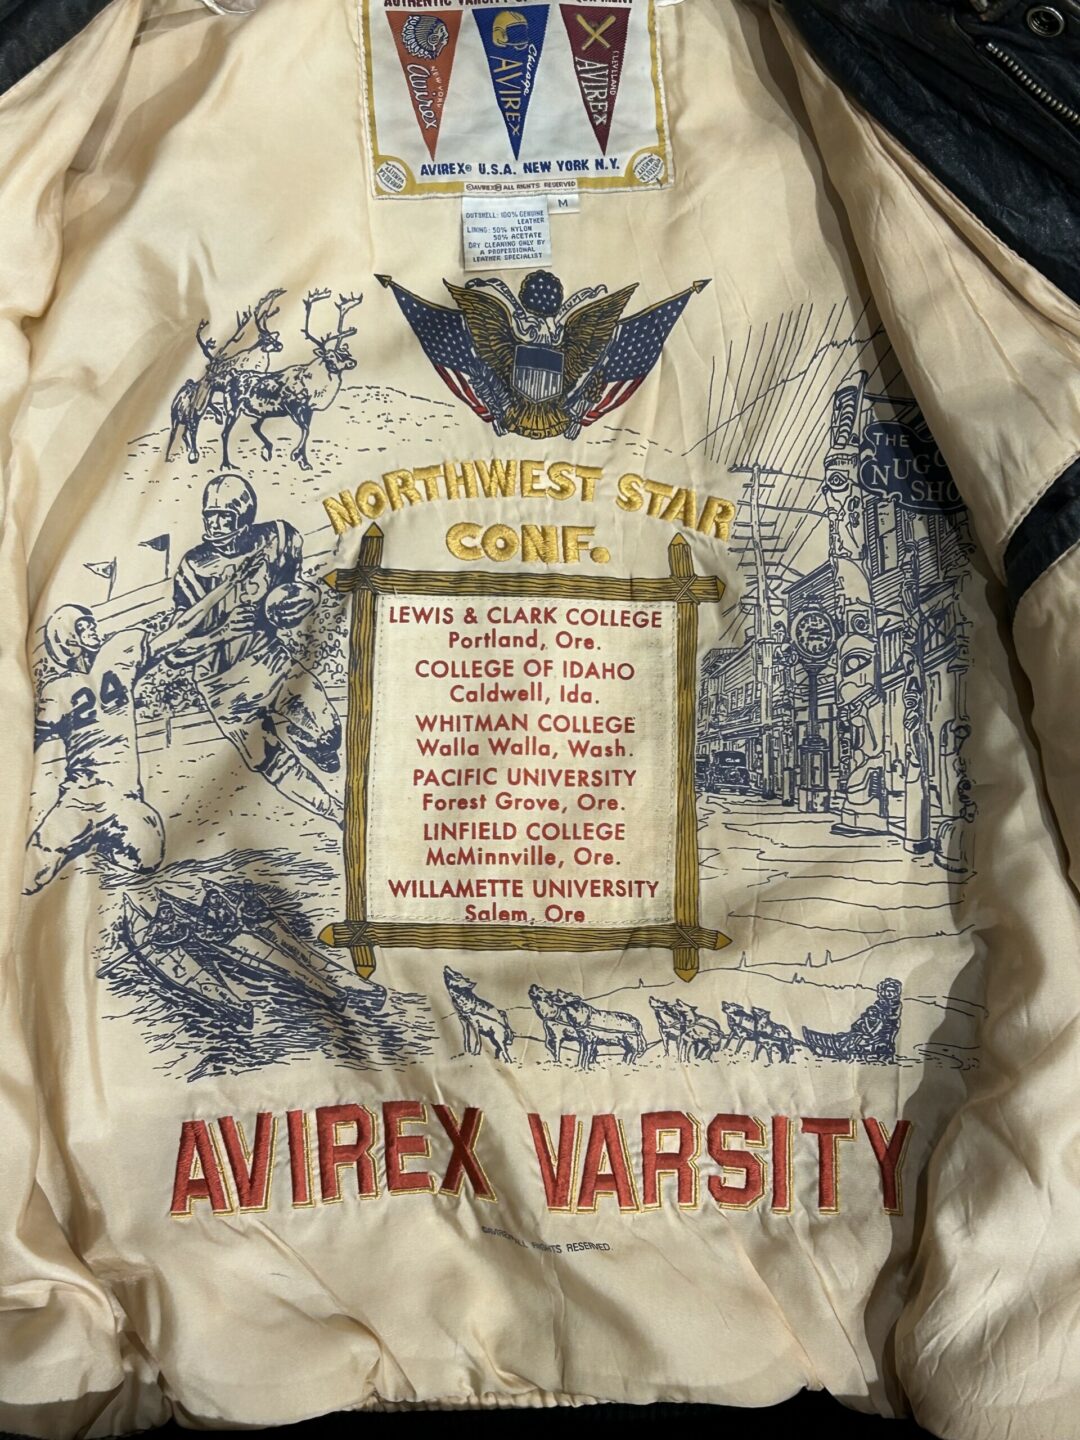 AUTHENTIC VARSITY
NEW YORK
Avirex
Chicago
AVIREX
CLEVELAND
AVIREX
AVIREX® U.S.A. NEW YORK N.Y.
©AVIREX® ALL RIGHTS RESERVED
M
OUTSHELL: 100% GENUINE
LEATHER
LINING: 50% NYLON
50% ACETATE
DRY CLEANING ONLY BY
A PROFESSIONAL
LEATHER SPECIALIST
THE
NUG
SHO
NORTHWEST STAR
CONF.
24
LEWIS & CLARK COLLEGE
Portland, Ore.
COLLEGE OF IDAHO
Caldwell, Ida.
WHITMAN COLLEGE
Walla Walla, Wash.
PACIFIC UNIVERSITY
Forest Grove, Ore.
LINFIELD COLLEGE
McMinnville, Ore.
WILLAMETTE UNIVERSITY
Salem, Ore
AVIREX VARSITY
RIGHTS RESERVED.